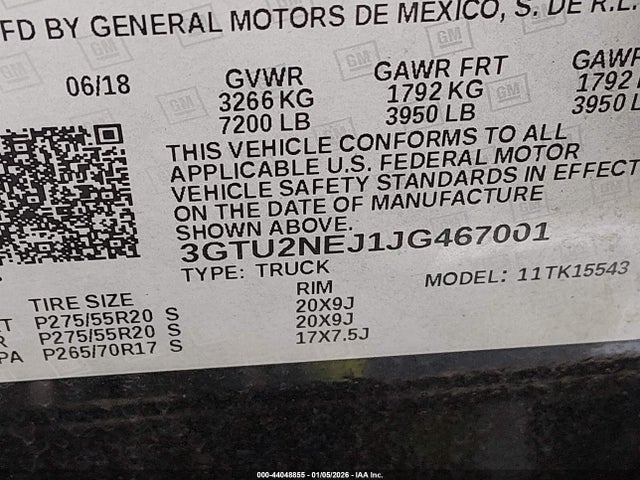 MFD BY GENERAL MOTORS DE MEXICO, S. DE R.L.
06/18 GVWR GAWR FRT GAWR
3266 KG 1792 KG 1792
7200 LB 3950 LB 3950 L
THIS VEHICLE CONFORMS TO ALL
APPLICABLE U.S. FEDERAL MOTOR
VEHICLE SAFETY STANDARDS IN EFFECT
ON THE DATE OF MANUFACTURE
SHOWN ABOVE.
3GTU2NEJ1JG467001
TYPE: TRUCK MODEL: 11TK15543
TIRE SIZE RIM
T P275/55R20 S 20X9J
R P275/55R20 S 20X9J
PA P265/70R17 S 17X7.5J
000-44048855 - 01/05/2026 - IAA Inc.